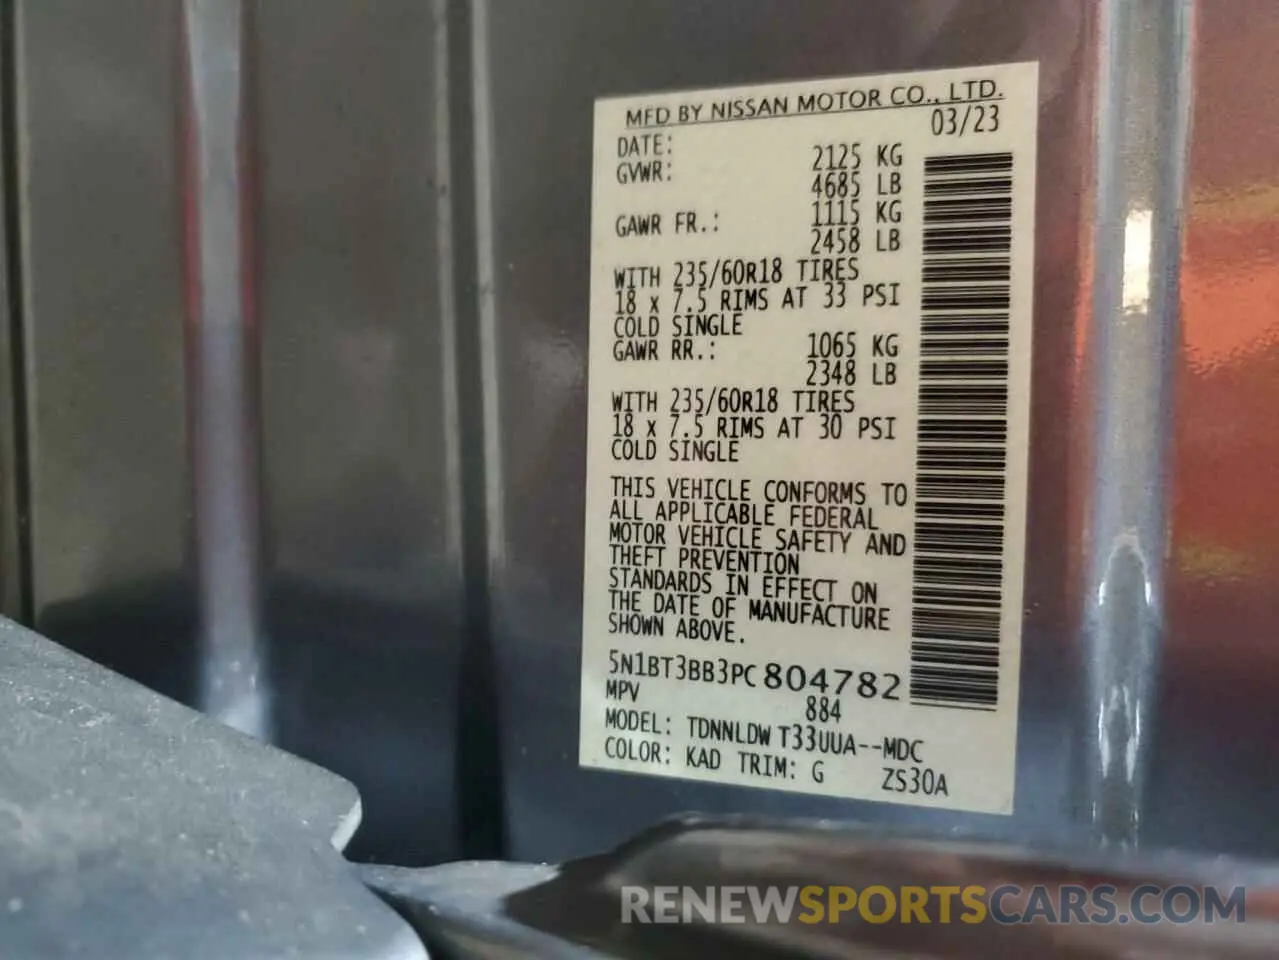 MFD BY NISSAN MOTOR CO., LTD.
DATE: 03/23
GVWR: 2125 KG
4685 LB
GAWR FR.: 1115 KG
2458 LB
WITH 235/60R18 TIRES
18 x 7.5 RIMS AT 33 PSI
COLD SINGLE
GAWR RR.: 1065 KG
2348 LB
WITH 235/60R18 TIRES
18 x 7.5 RIMS AT 30 PSI
COLD SINGLE
THIS VEHICLE CONFORMS TO
ALL APPLICABLE FEDERAL
MOTOR VEHICLE SAFETY AND
THEFT PREVENTION
STANDARDS IN EFFECT ON
THE DATE OF MANUFACTURE
SHOWN ABOVE.
5N1BT3BB3PC804782
MPV 884
MODEL: TDNNLDW T33UUA--MDC
COLOR: KAD TRIM: G ZS30A
RENEWSPORTSCARS.COM